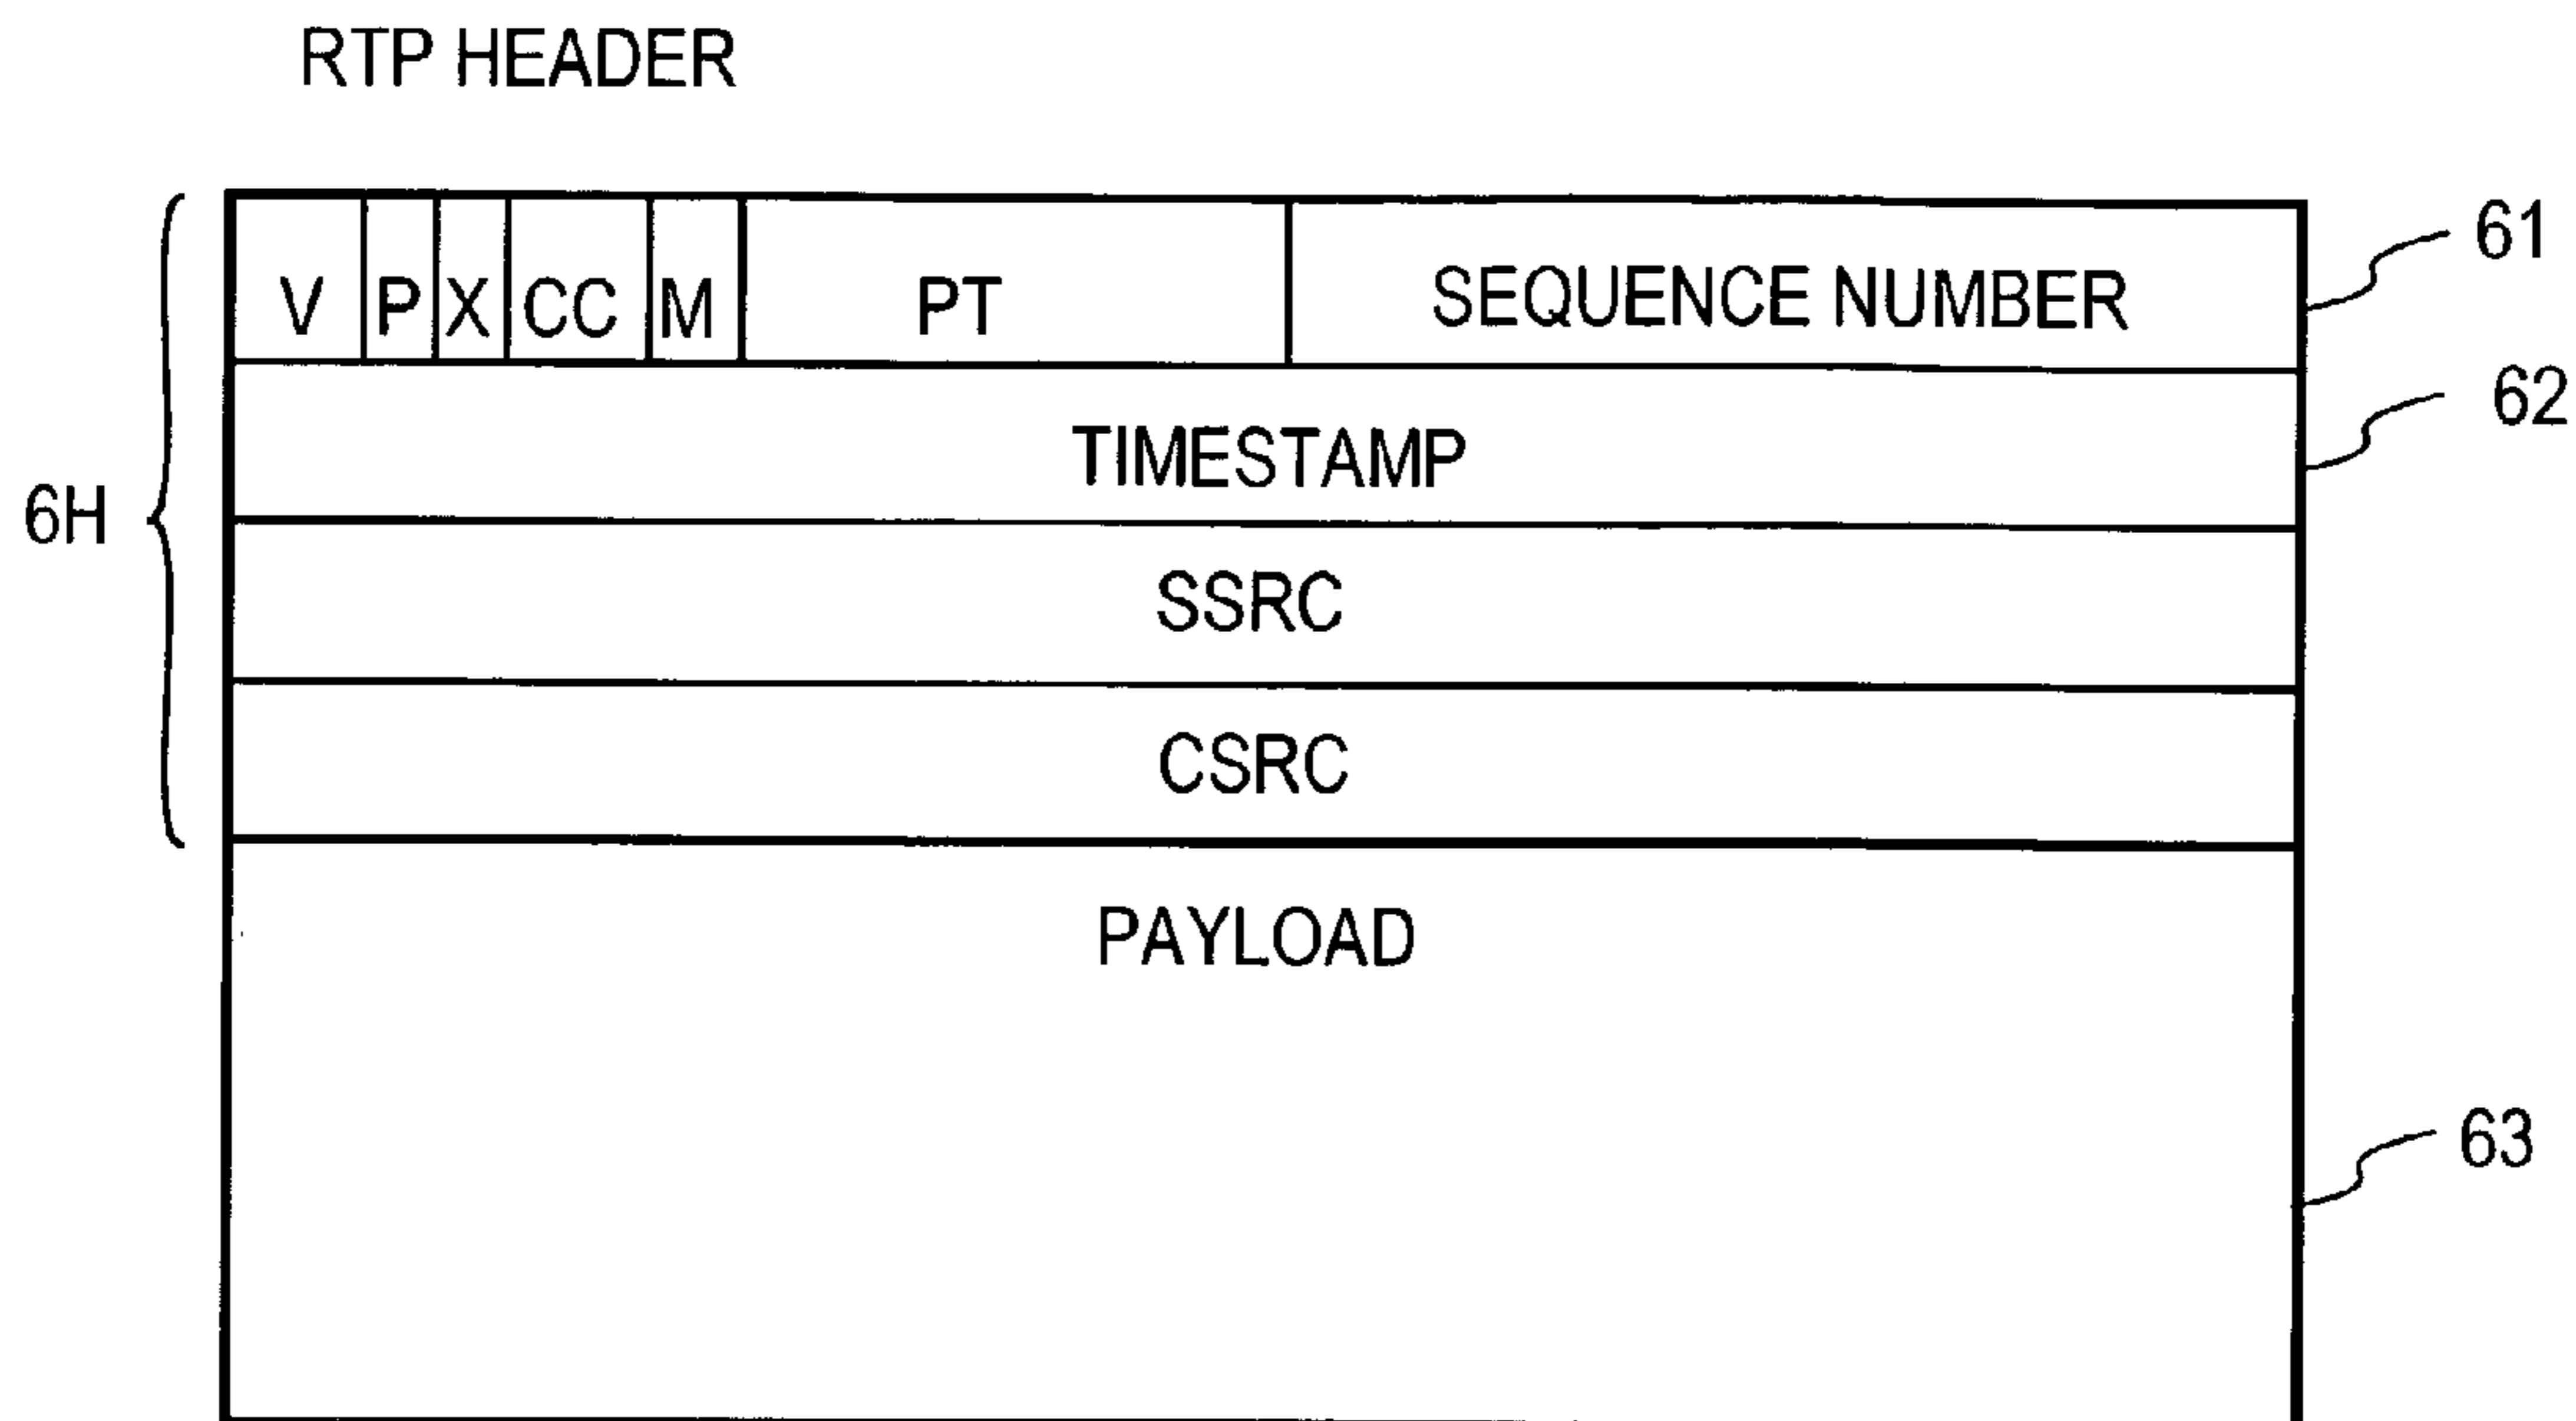 RTP HEADER
V P X CC M PT SEQUENCE NUMBER 61
TIMESTAMP 62
6H
SSRC
CSRC
PAYLOAD
63